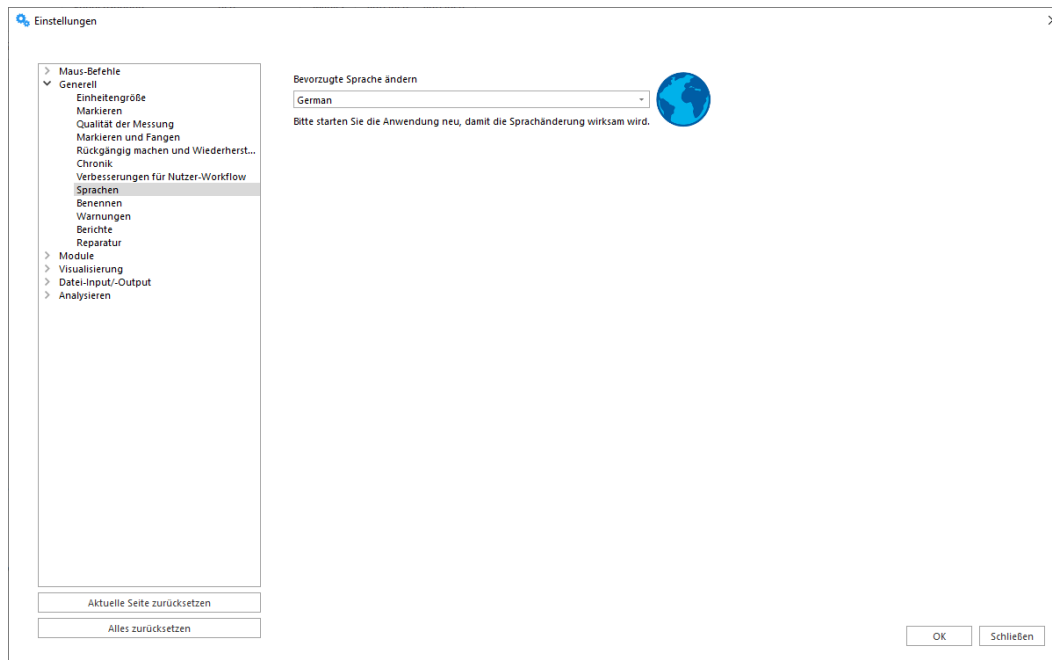 Einstellungen
Maus-Befehle
Generell
Einheitengröße
Markieren
Qualität der Messung
Markieren und Fangen
Rückgängig machen und Wiederherst...
Chronik
Verbesserungen für Nutzer-Workflow
Sprachen
Benennen
Warnungen
Berichte
Reparatur
Module
Visualisierung
Datei-Input/-Output
Analysieren
Aktuelle Seite zurücksetzen
Alles zurücksetzen
Bevorzugte Sprache ändern
German
Bitte starten Sie die Anwendung neu, damit die Sprachänderung wirksam wird.
OK
Schließen